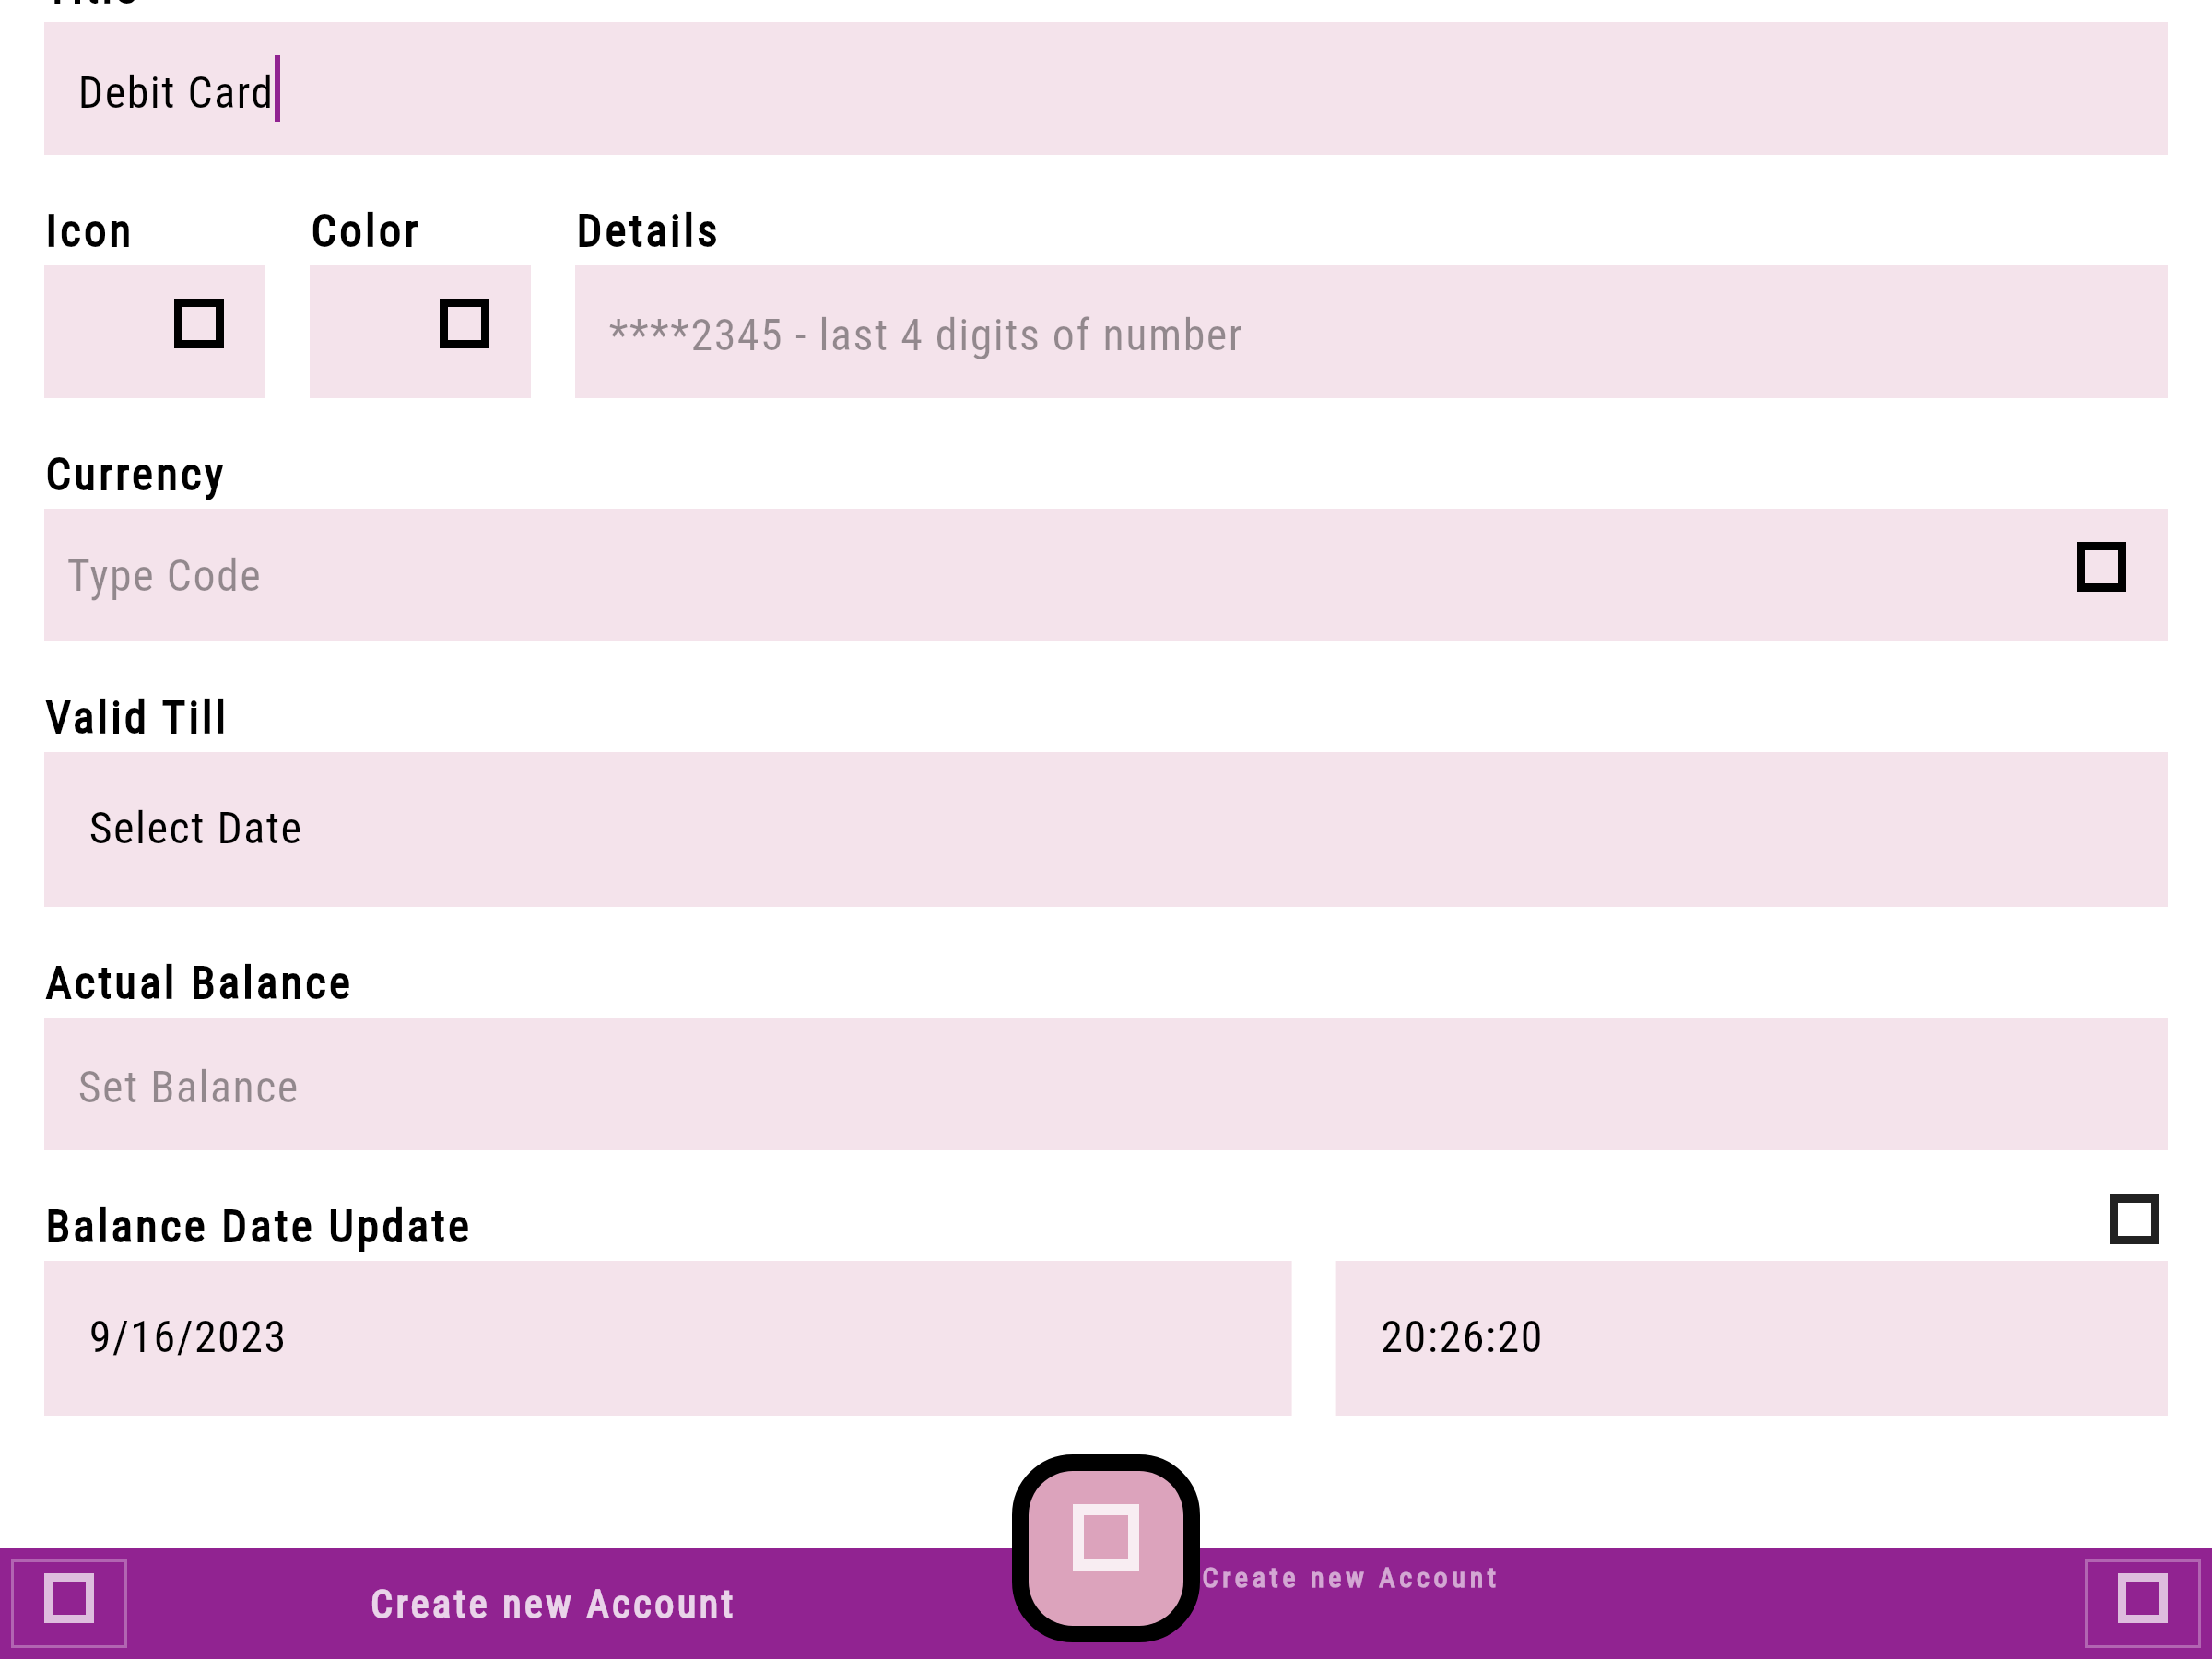 Title
Debit Card
Icon Color Details
****2345 - last 4 digits of number
Currency
Type Code
Valid Till
Select Date
Actual Balance
Set Balance
Balance Date Update
9/16/2023 20:26:20
Create new Account Create new Account